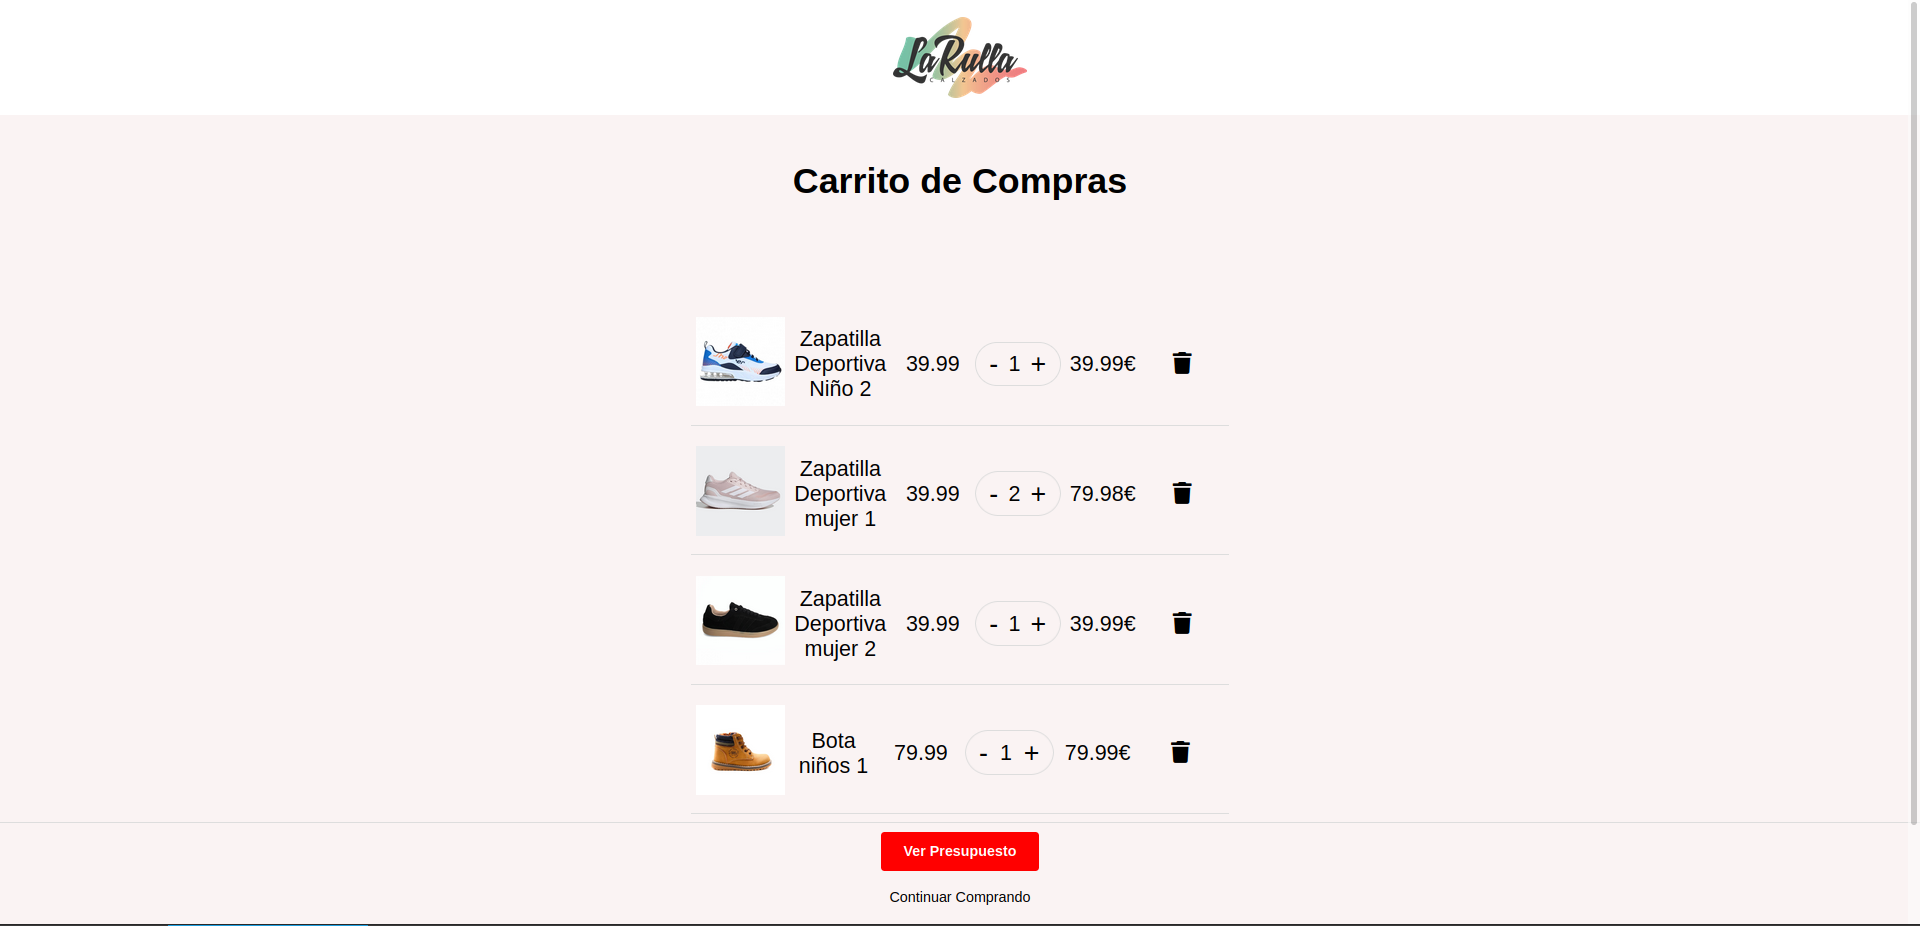 LaRulla
CALZADOS
Carrito de Compras
Zapatilla
Deportiva
Niño 2
39.99
- 1 +
39.99€
Zapatilla
Deportiva
mujer 1
39.99
- 2 +
79.98€
Zapatilla
Deportiva
mujer 2
39.99
- 1 +
39.99€
Bota
niños 1
79.99
- 1 +
79.99€
Ver Presupuesto
Continuar Comprando